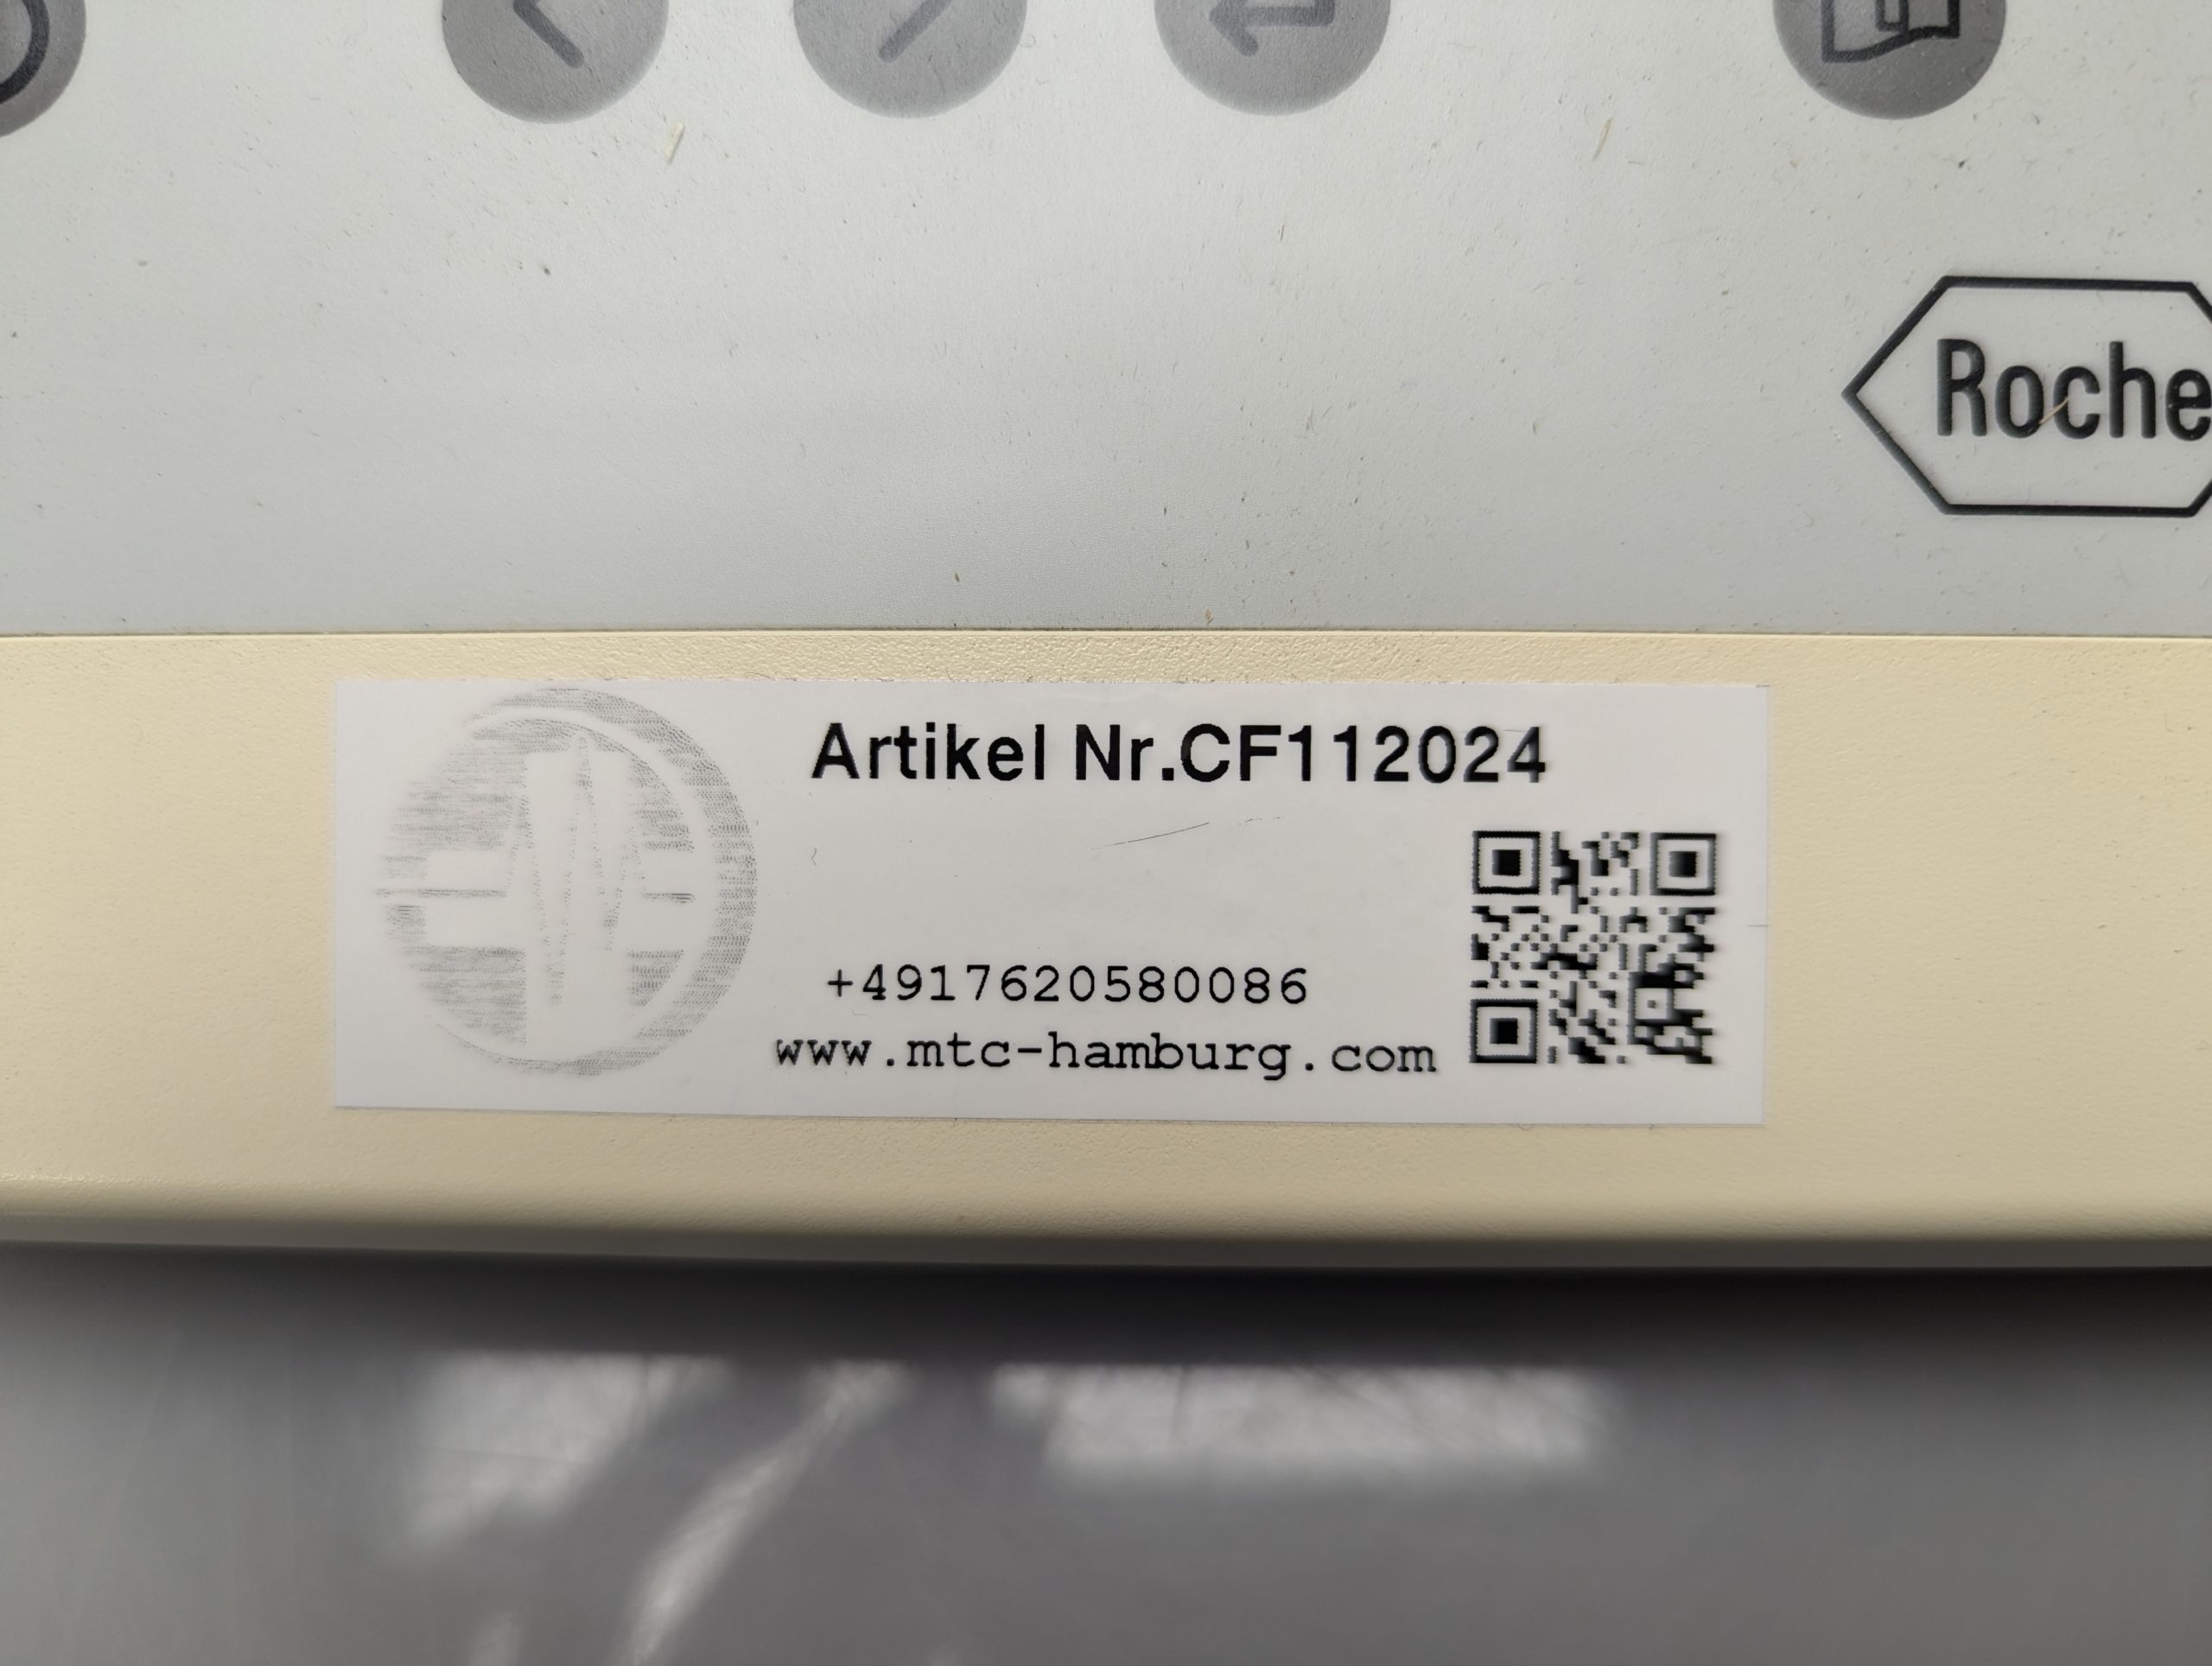 Roche
Artikel Nr.CF112024
+4917620580086
www.mtc-hamburg.com